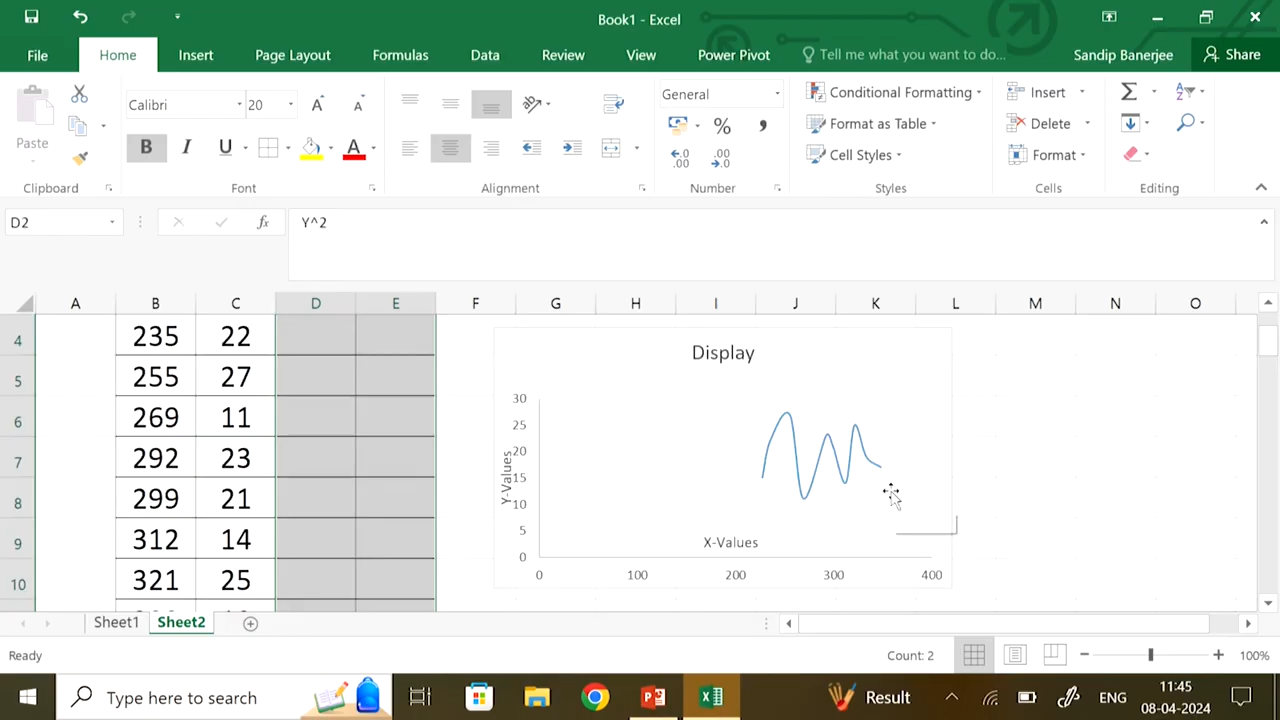 Book1 - Excel
File Home Insert Page Layout Formulas Data Review View Power Pivot Tell me what you want to do... Sandip Banerjee Share
Paste
Calibri 20
B I U A
General
% ,
Conditional Formatting
Format as Table
Cell Styles
Insert
Delete
Format
Clipboard Font Alignment Number Styles Cells Editing
D2 fx Y^2
A B C D E F G H I J K L M N O
4 235 22
5 255 27
6 269 11
7 292 23
8 299 21
9 312 14
10 321 25
Display
30
25
20
15
10
5
0
Y-Values
X-Values
0 100 200 300 400
Sheet1 Sheet2
Ready Count: 2 100%
Type here to search Result ENG 11:45
08-04-2024